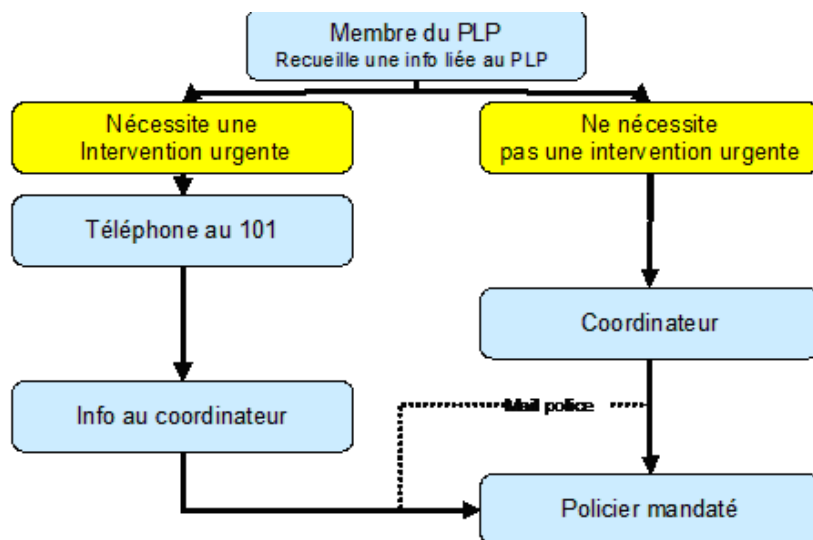 Membre du PLP
Recueille une info liée au PLP
Nécessite une
Intervention urgente
Ne nécessite
pas une intervention urgente
Téléphone au 101
Coordinateur
Info au coordinateur
Mail police
Policier mandaté